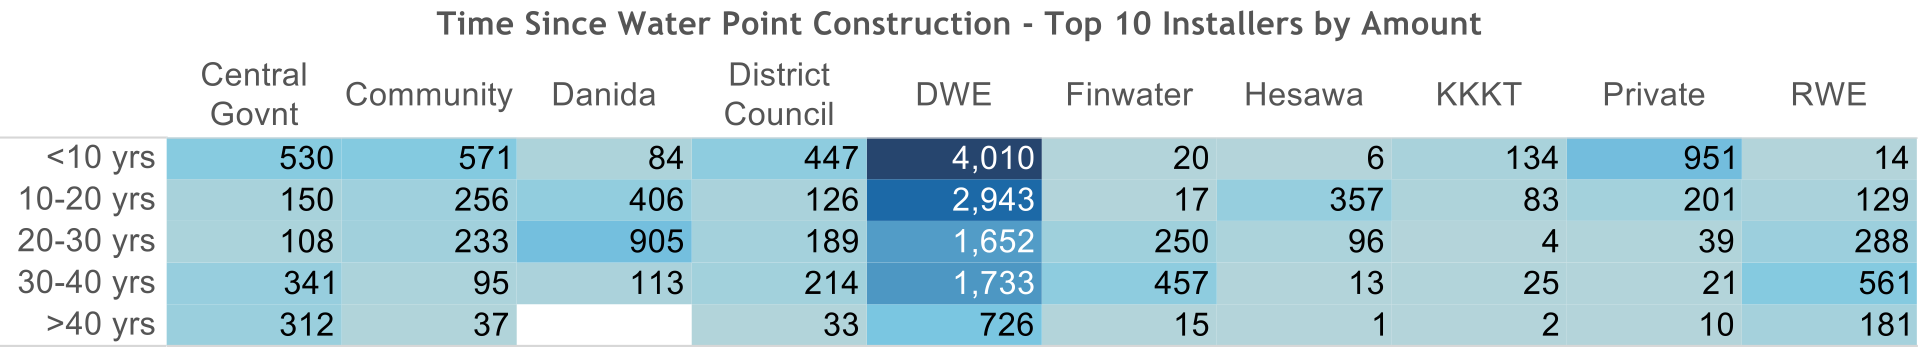 Time Since Water Point Construction - Top 10 Installers by Amount
Central Govnt Community Danida District Council DWE Finwater Hesawa KKKT Private RWE
<10 yrs 530 571 84 447 4,010 20 6 134 951 14
10-20 yrs 150 256 406 126 2,943 17 357 83 201 129
20-30 yrs 108 233 905 189 1,652 250 96 4 39 288
30-40 yrs 341 95 113 214 1,733 457 13 25 21 561
>40 yrs 312 37 33 726 15 1 2 10 181